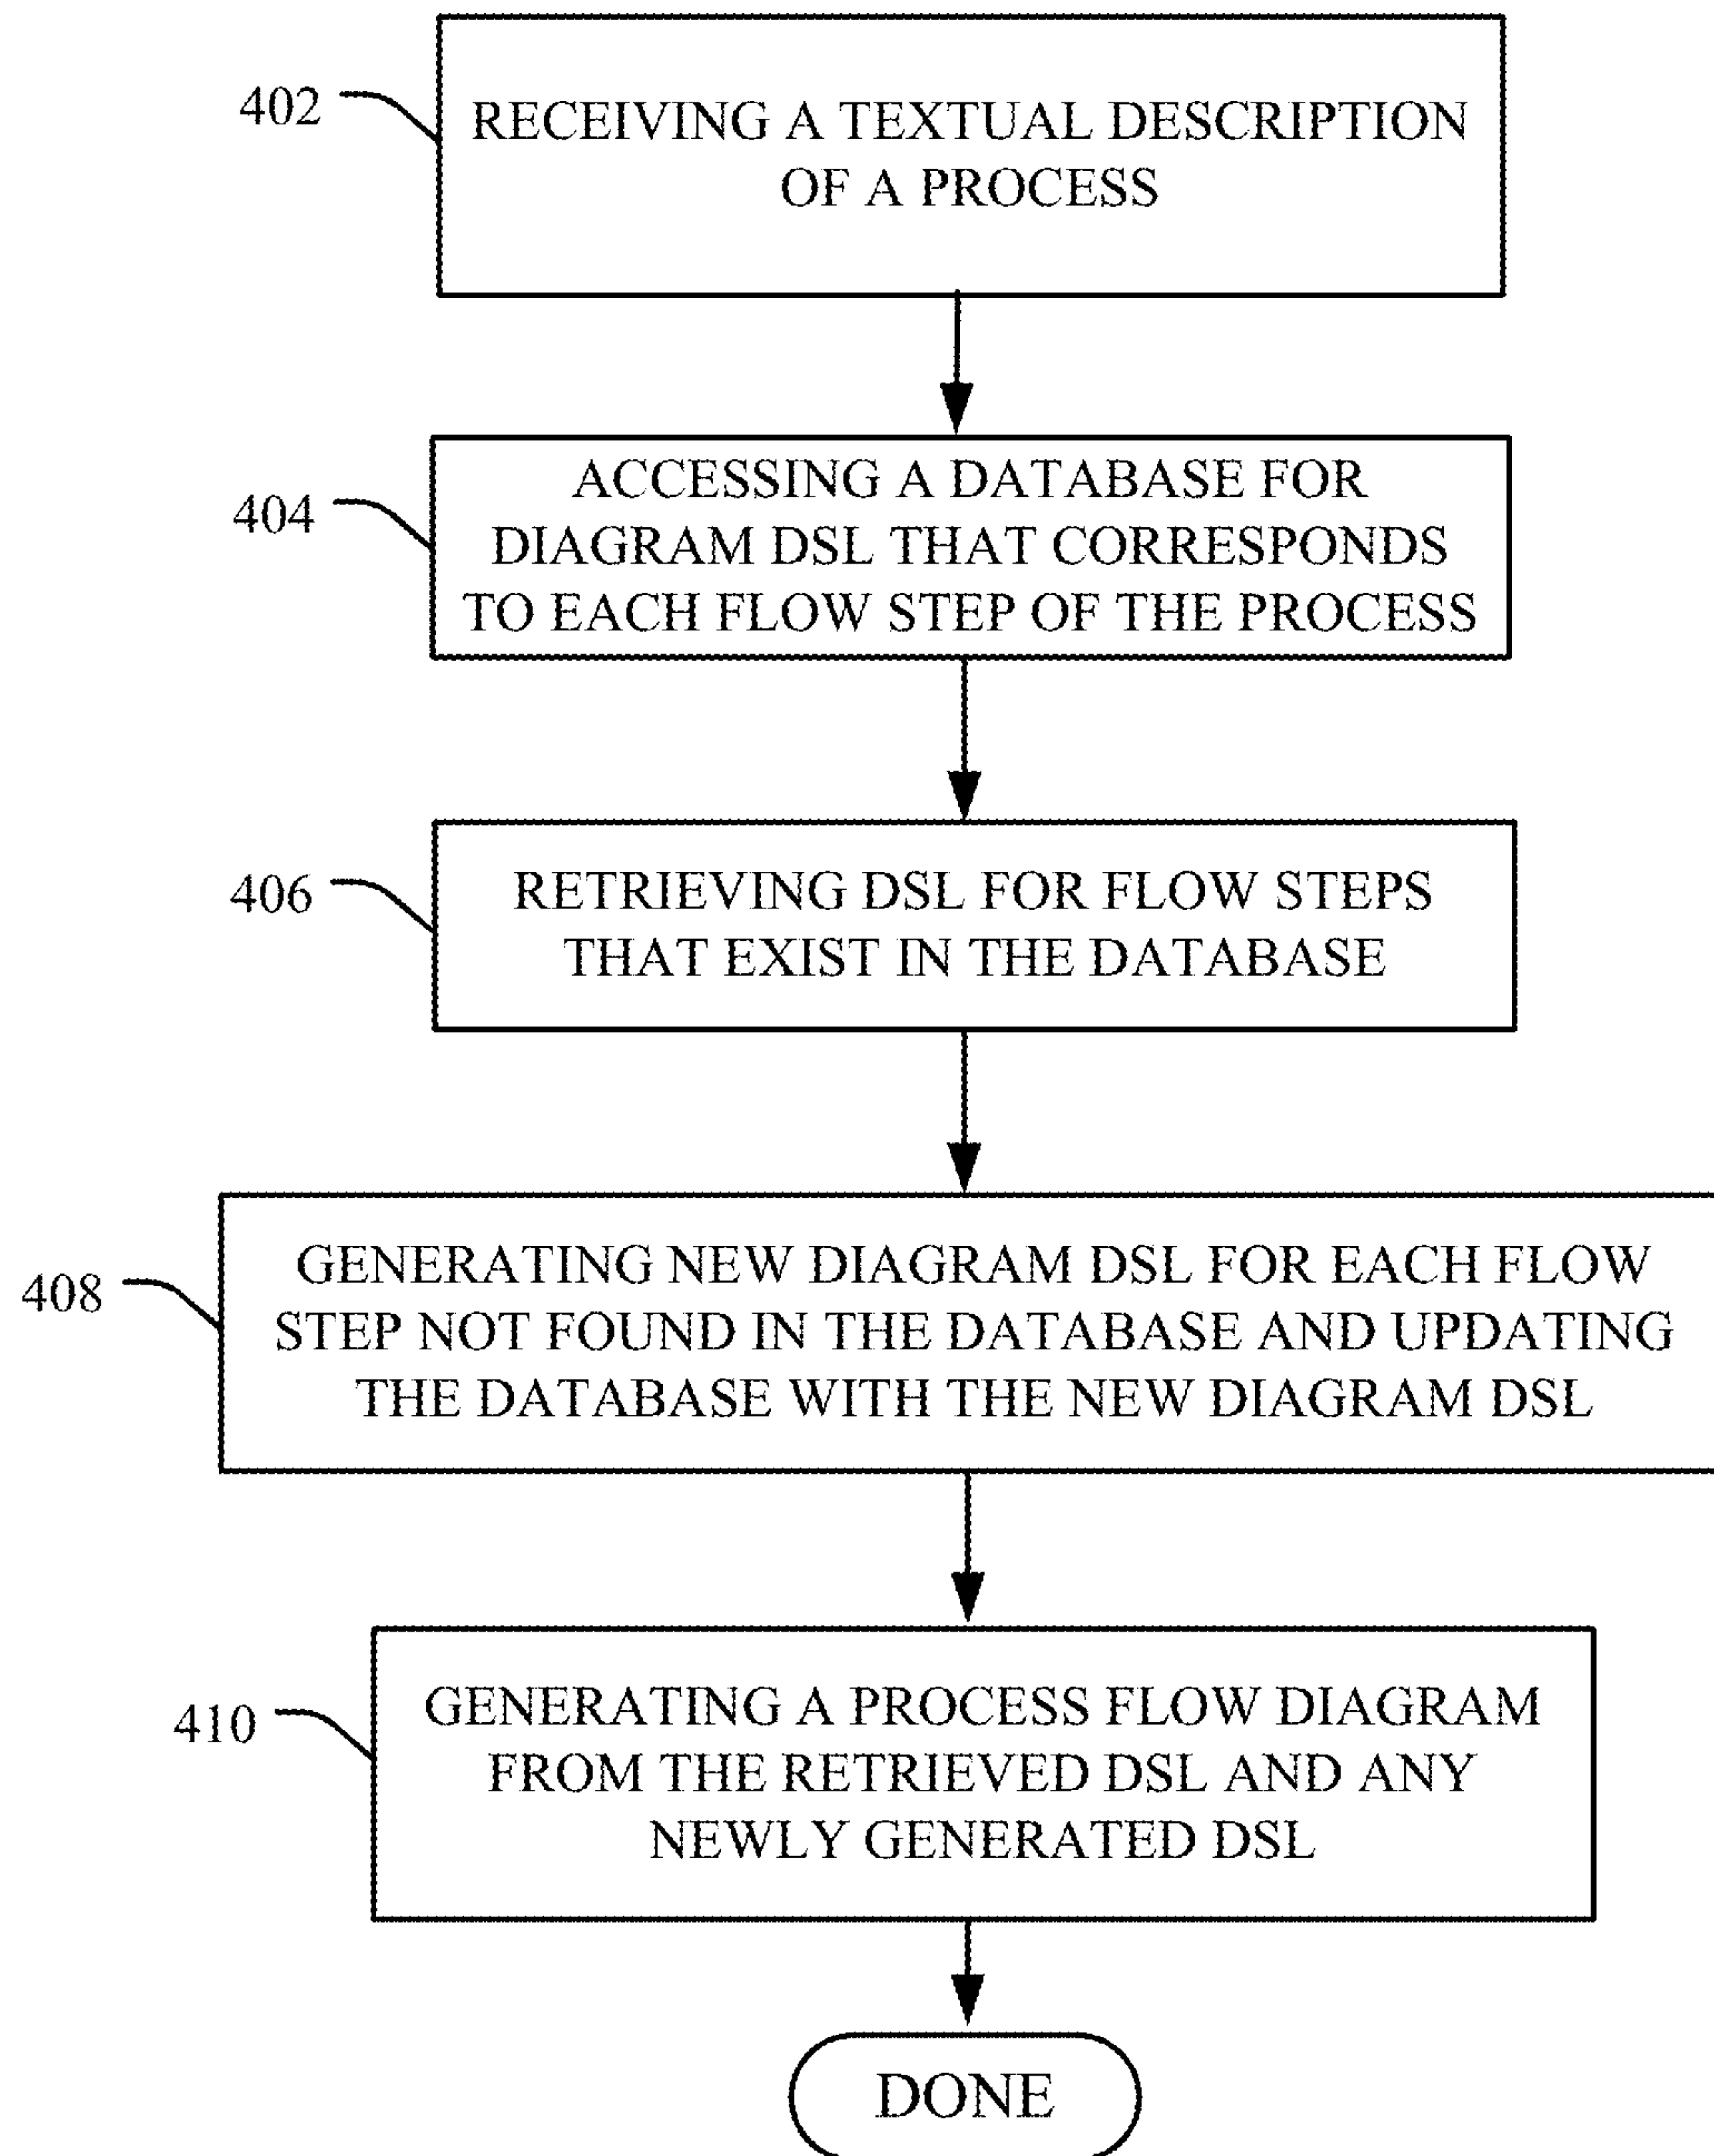 402
RECEIVING A TEXTUAL DESCRIPTION
OF A PROCESS
404
ACCESSING A DATABASE FOR
DIAGRAM DSL THAT CORRESPONDS
TO EACH FLOW STEP OF THE PROCESS
406
RETRIEVING DSL FOR FLOW STEPS
THAT EXIST IN THE DATABASE
408
GENERATING NEW DIAGRAM DSL FOR EACH FLOW
STEP NOT FOUND IN THE DATABASE AND UPDATING
THE DATABASE WITH THE NEW DIAGRAM DSL
410
GENERATING A PROCESS FLOW DIAGRAM
FROM THE RETRIEVED DSL AND ANY
NEWLY GENERATED DSL
DONE